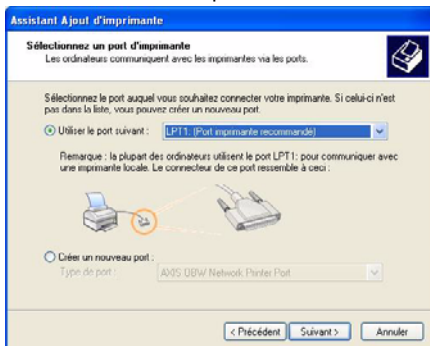 Assistant Ajout d'imprimante
Sélectionnez un port d'imprimante
Les ordinateurs communiquent avec les imprimantes via les ports.
Sélectionnez le port auquel vous souhaitez connecter votre imprimante. Si celui-ci n'est
pas dans la liste, vous pouvez créer un nouveau port.
Utiliser le port suivant :
LPT1: (Port imprimante recommandé)
Remarque : la plupart des ordinateurs utilisent le port LPT1: pour communiquer avec
une imprimante locale. Le connecteur de ce port ressemble à ceci :
Créer un nouveau port :
Type de port :
AXIS OBW Network Printer Port
< Précédent
Suivant >
Annuler